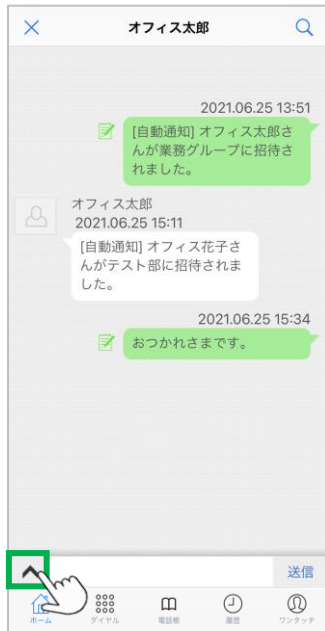 オフィス太郎
2021.06.25 13:51
[自動通知] オフィス太郎さ
んが業務グループに招待さ
れました。
オフィス太郎
2021.06.25 15:11
[自動通知] オフィス花子さ
んがテスト部に招待されま
した。
2021.06.25 15:34
おつかれさまです。
送信
ホーム
ダイヤル
電話帳
履歴
ワンタッチ